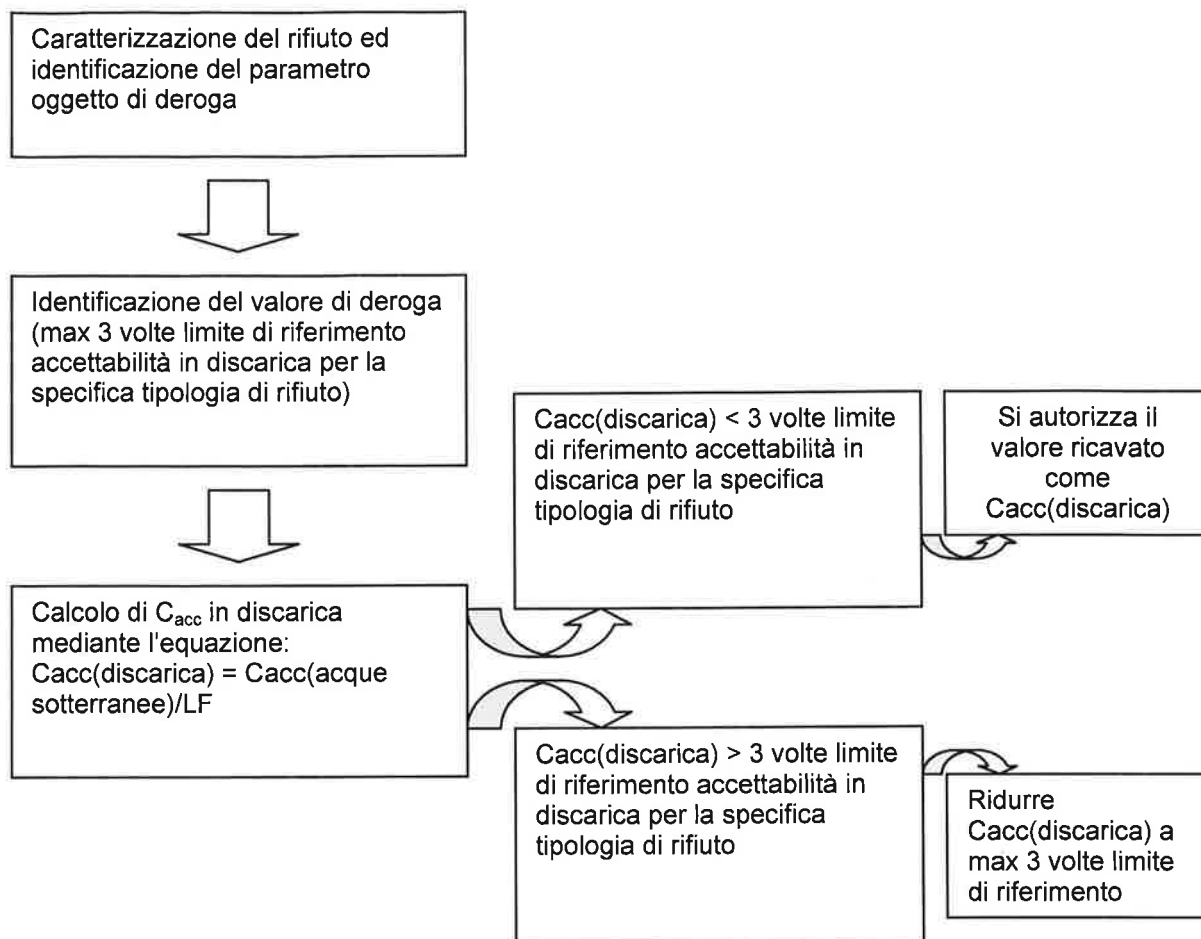 Caratterizzazione del rifiuto ed
identificazione del parametro
oggetto di deroga
Identificazione del valore di deroga
(max 3 volte limite di riferimento
accettabilità in discarica per la
specifica tipologia di rifiuto)
Calcolo di Cacc in discarica
mediante l'equazione:
Cacc(discarica) = Cacc(acque
sotterranee)/LF
Cacc(discarica) < 3 volte limite
di riferimento accettabilità in
discarica per la specifica
tipologia di rifiuto
Si autorizza il
valore ricavato
come
Cacc(discarica)
Cacc(discarica) > 3 volte limite
di riferimento accettabilità in
discarica per la specifica
tipologia di rifiuto
Ridurre
Cacc(discarica) a
max 3 volte limite
di riferimento